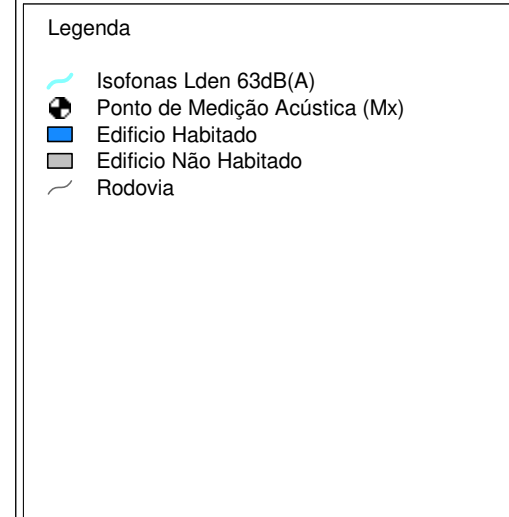 Legenda
Isofonas Lden 63dB(A)
Ponto de Medição Acústica (Mx)
Edificio Habitado
Edificio Não Habitado
Rodovia